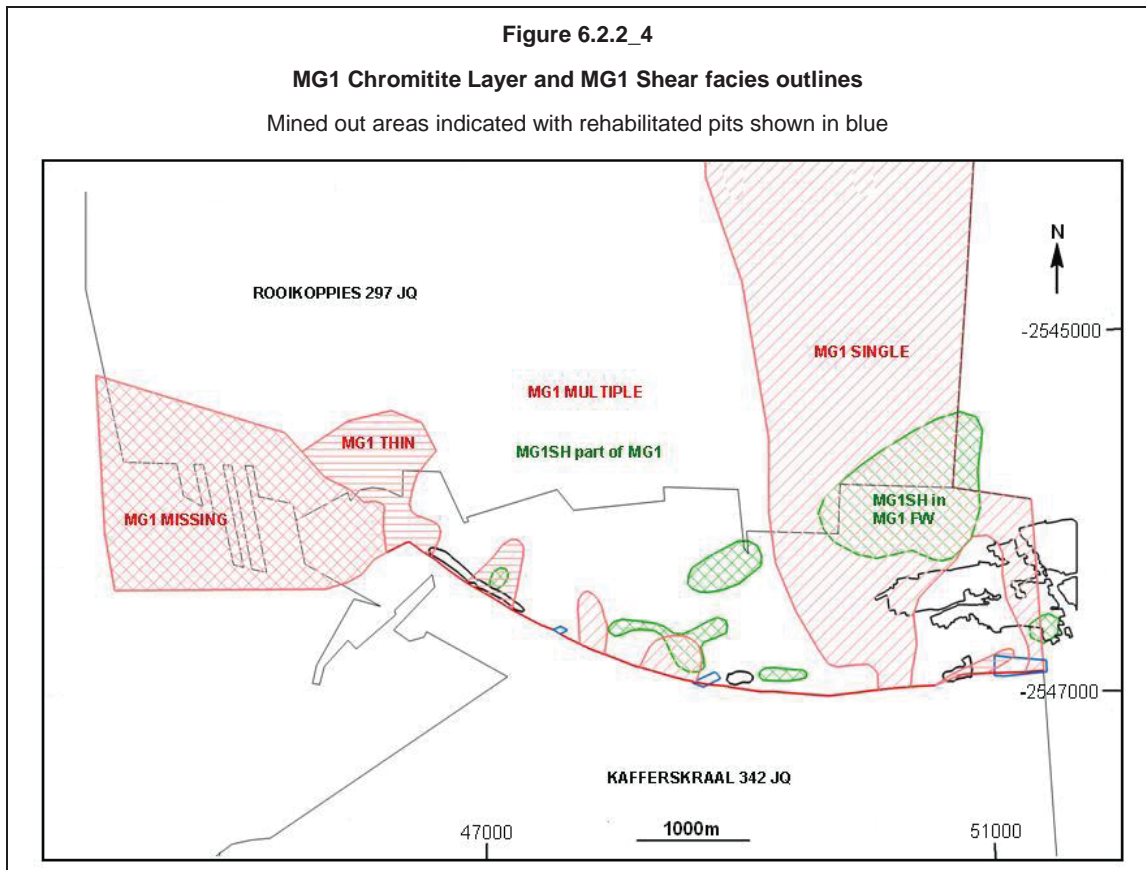 Figure 6.2.2_4
MG1 Chromitite Layer and MG1 Shear facies outlines
Mined out areas indicated with rehabilitated pits shown in blue
N
ROOIKOPPIES 297 JQ
-2545000
MG1 SINGLE
MG1 MULTIPLE
MG1 THIN
MG1SH part of MG1
MG1SH in
MG1 FW
MG1 MISSING
-2547000
KAFFERSKRAAL 342 JQ
47000
1000m
51000